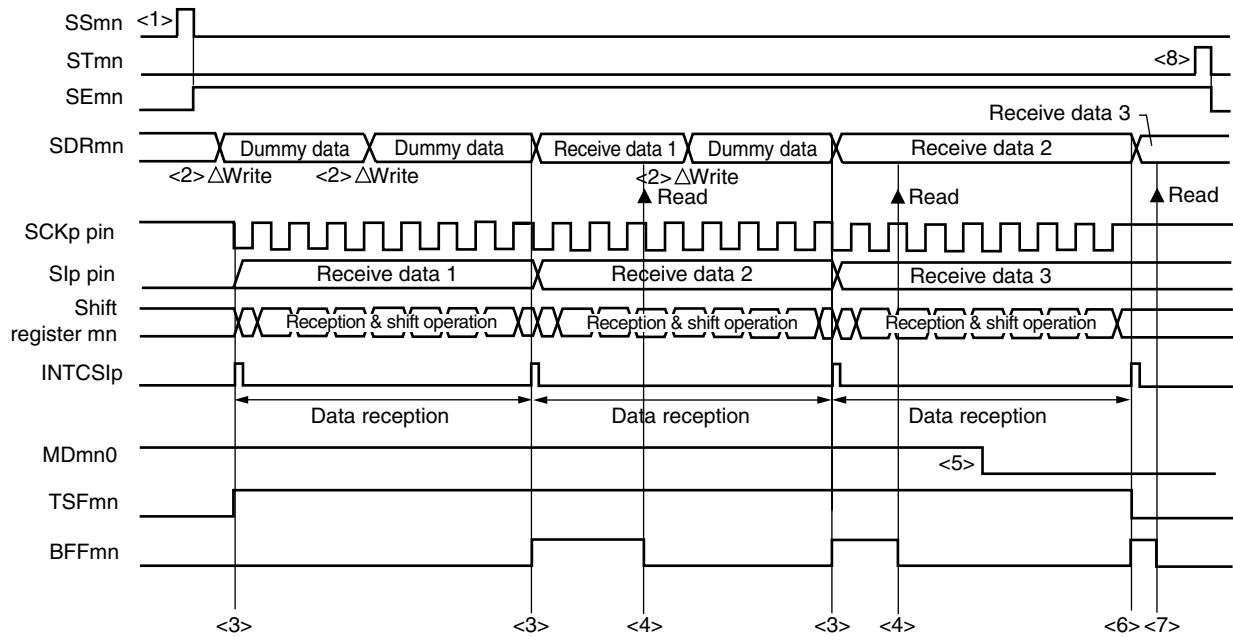 SSmn <1>
STmn <8>
SEmn
Receive data 3
SDRmn Dummy data Dummy data Receive data 1 Dummy data Receive data 2
<2> △Write <2> △Write <2> △Write
▲ Read ▲ Read ▲ Read
SCKp pin
SIp pin Receive data 1 Receive data 2 Receive data 3
Shift
register mn Reception & shift operation Reception & shift operation Reception & shift operation
INTCSIp
Data reception Data reception Data reception
MDmn0 <5>
TSFmn
BFFmn
<3> <3> <4> <3> <4> <6> <7>